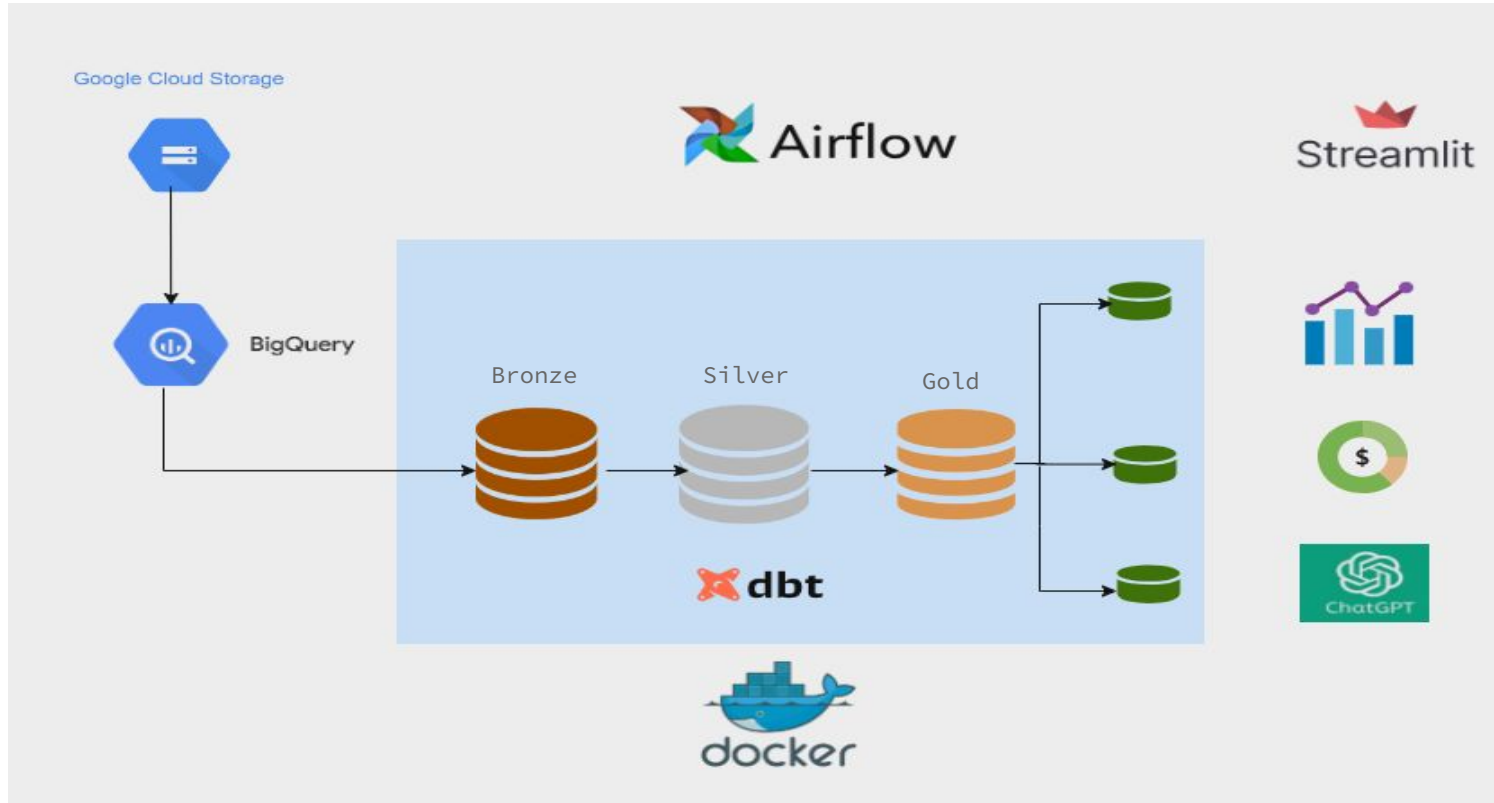 Google Cloud Storage
Airflow
Streamlit
BigQuery
Bronze
Silver
Gold
$
dbt
ChatGPT
docker